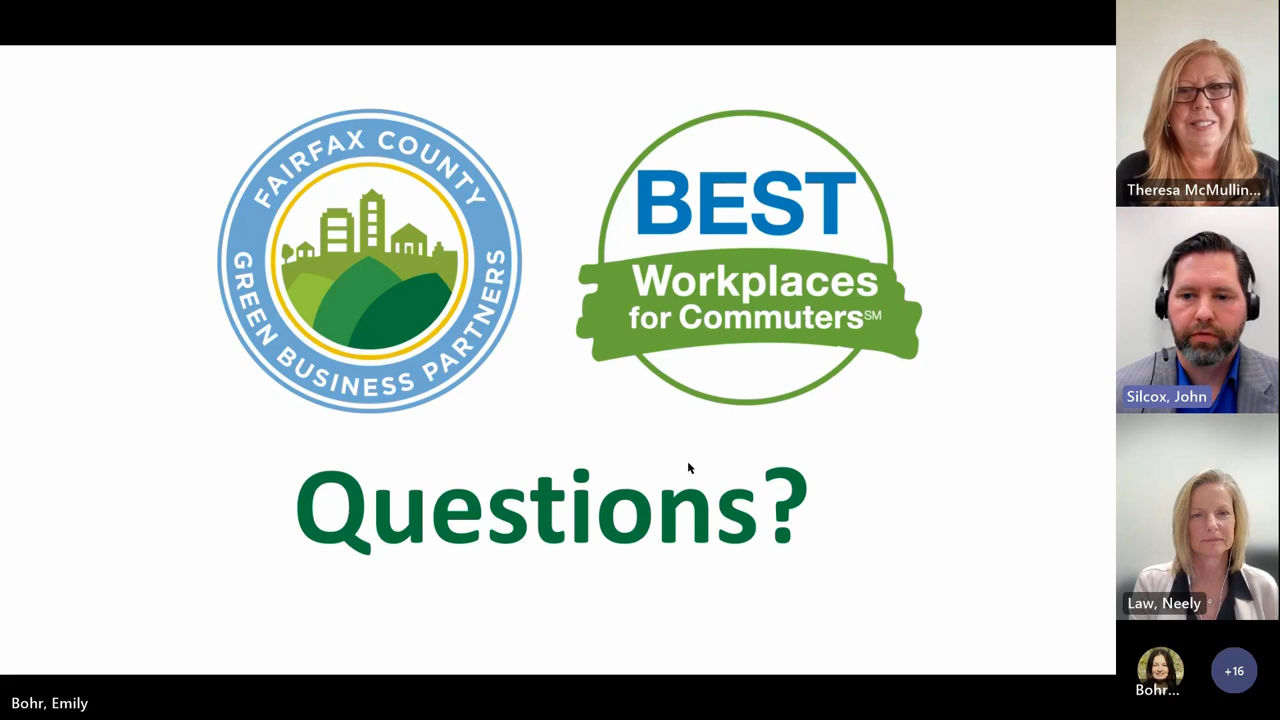 FAIRFAX COUNTY
GREEN BUSINESS PARTNERS
BEST
Workplaces
for Commuters℠
Questions?
Theresa McMullin...
Silcox, John
Law, Neely
Bohr...
+16
Bohr, Emily